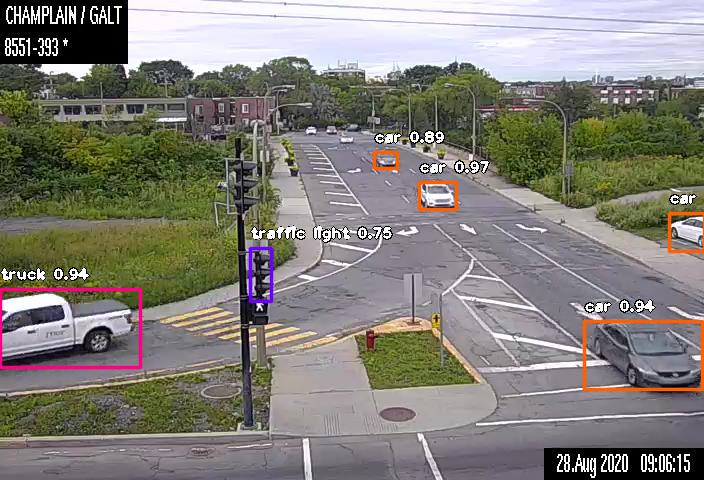 CHAMPLAIN / GALT
8551-393 *
car 0.89
car 0.97
car
traffic light 0.75
truck 0.94
car 0.94
28.Aug 2020 09:06:15